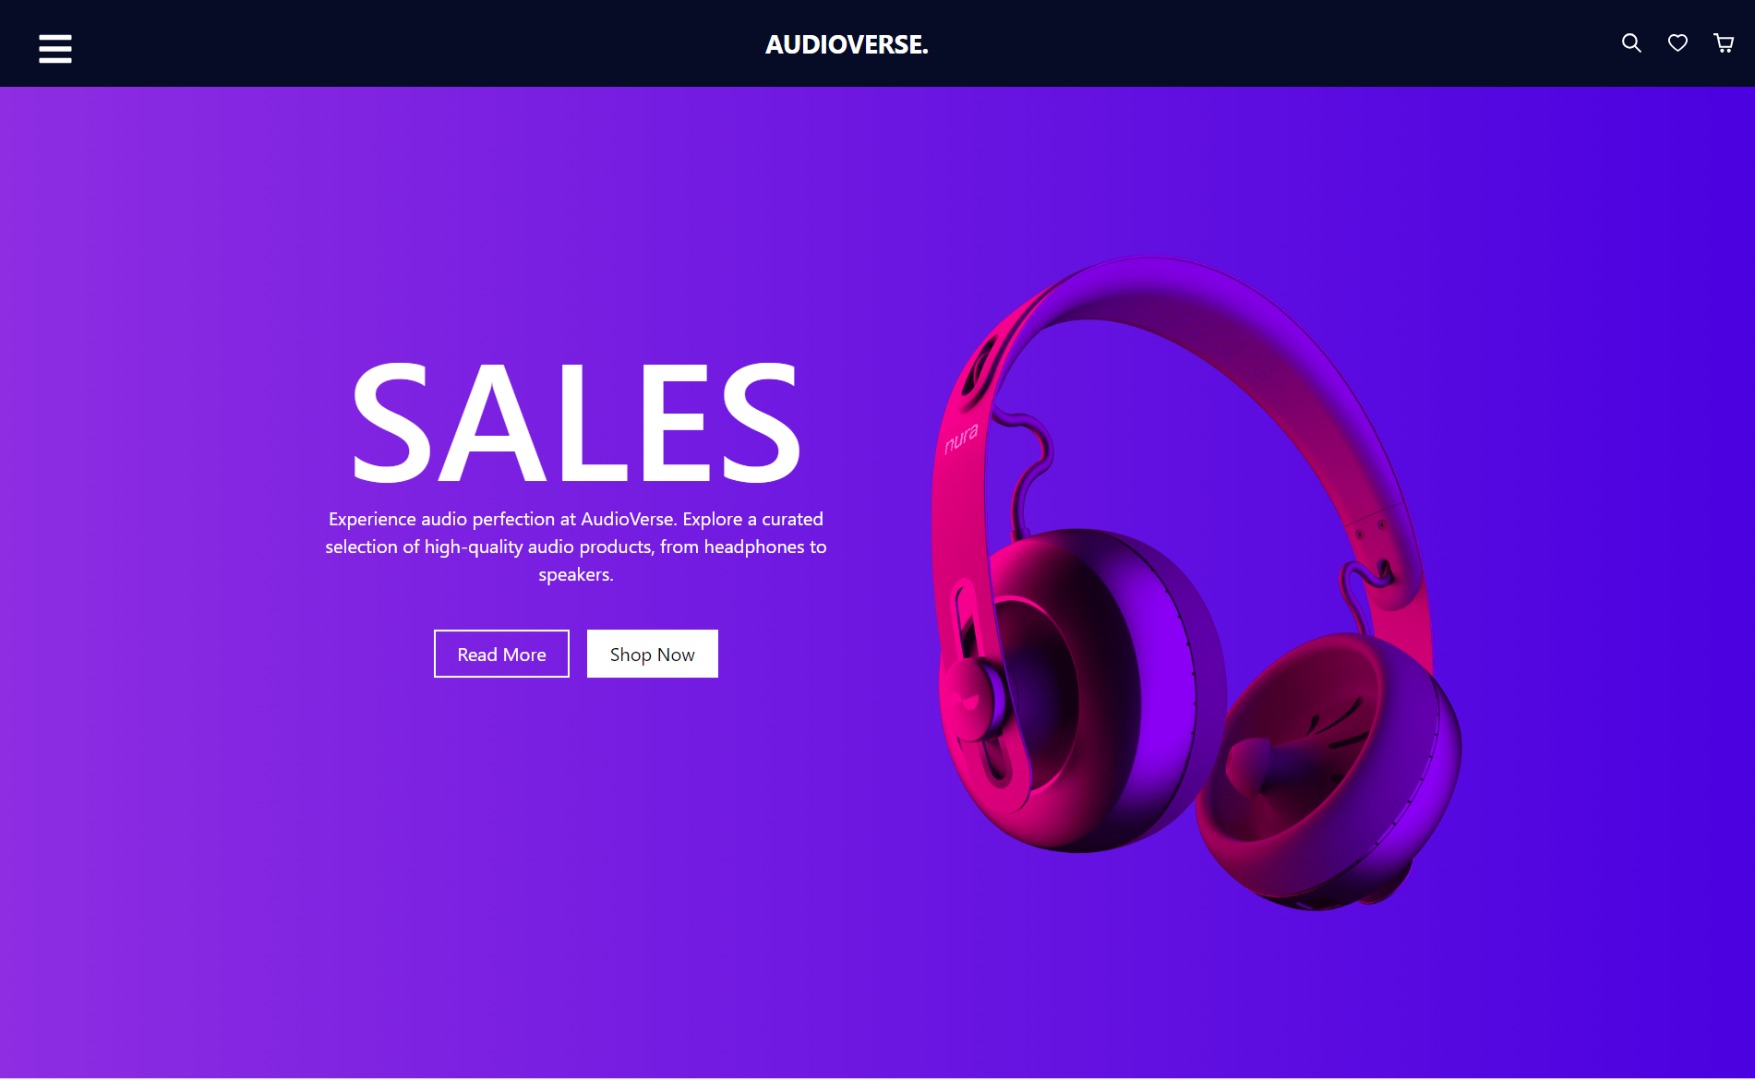 AUDIOVERSE.
SALES
nura
Experience audio perfection at AudioVerse. Explore a curated
selection of high-quality audio products, from headphones to
speakers.
Read More
Shop Now